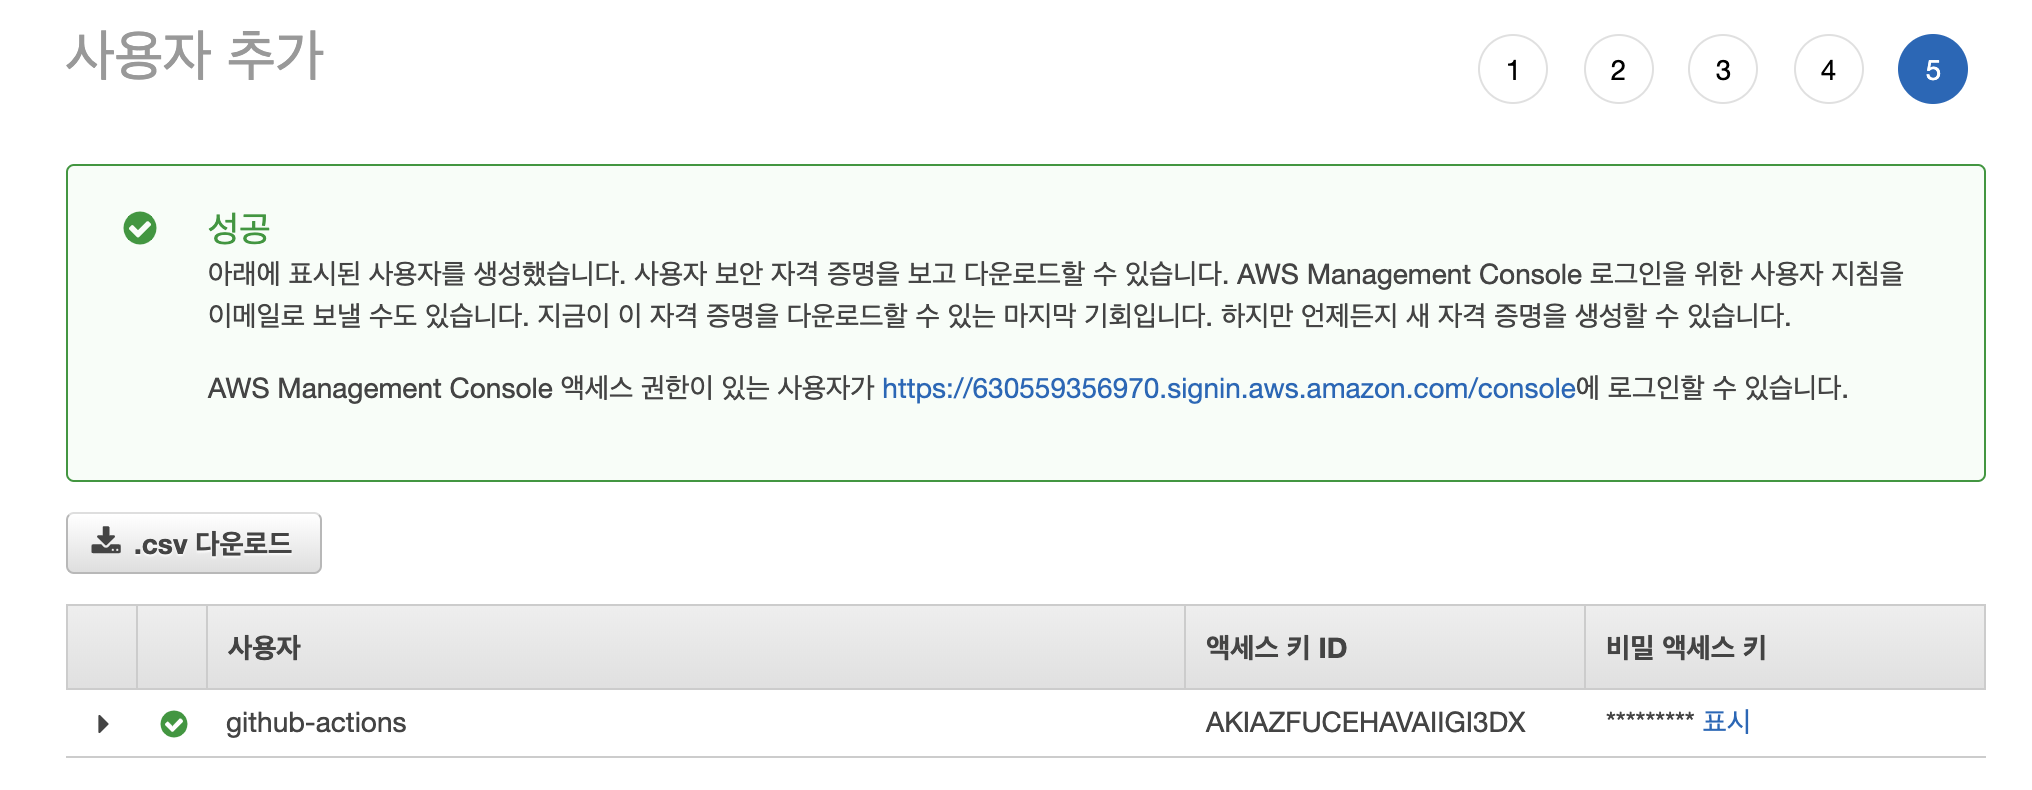 사용자 추가
1 2 3 4 5
성공
아래에 표시된 사용자를 생성했습니다. 사용자 보안 자격 증명을 보고 다운로드할 수 있습니다. AWS Management Console 로그인을 위한 사용자 지침을
이메일로 보낼 수도 있습니다. 지금이 이 자격 증명을 다운로드할 수 있는 마지막 기회입니다. 하지만 언제든지 새 자격 증명을 생성할 수 있습니다.
AWS Management Console 액세스 권한이 있는 사용자가 https://630559356970.signin.aws.amazon.com/console에 로그인할 수 있습니다.
.csv 다운로드
사용자 액세스 키 ID 비밀 액세스 키
github-actions AKIAZFUCEHAVAIIGI3DX ********* 표시